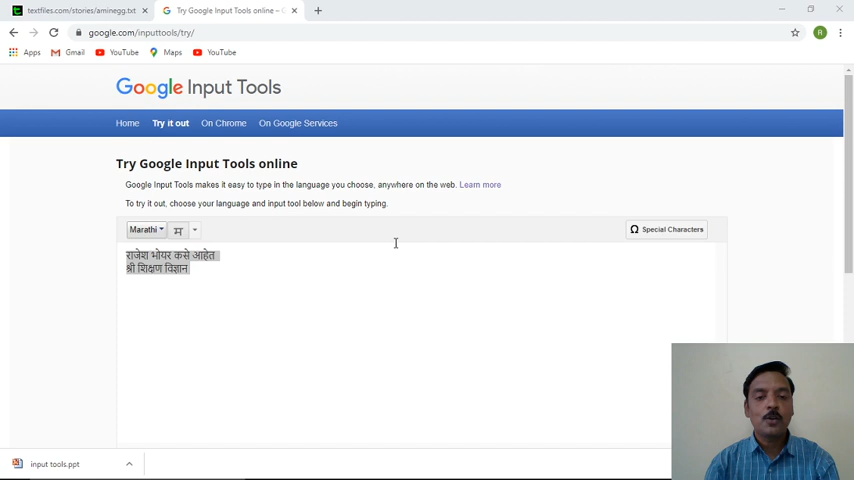 textfiles.com/stories/aminegg.txt
Try Google Input Tools online – G
google.com/inputtools/try/
A
Apps
Gmail
YouTube
Maps
YouTube
Google Input Tools
Home
Try it out
On Chrome
On Google Services
Try Google Input Tools online
Google Input Tools makes it easy to type in the language you choose, anywhere on the web. Learn more
To try it out, choose your language and input tool below and begin typing.
Marathi
म
Ω Special Characters
राजेश भोयर कसे आहेत
श्री शिक्षण विज्ञान
input tools.ppt